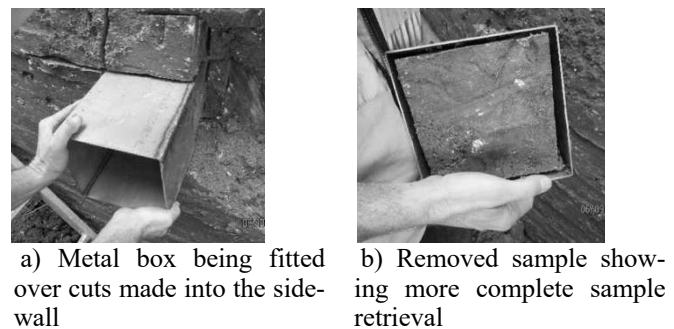 a) Metal box being fitted
over cuts made into the side-
wall
b) Removed sample show-
ing more complete sample
retrieval